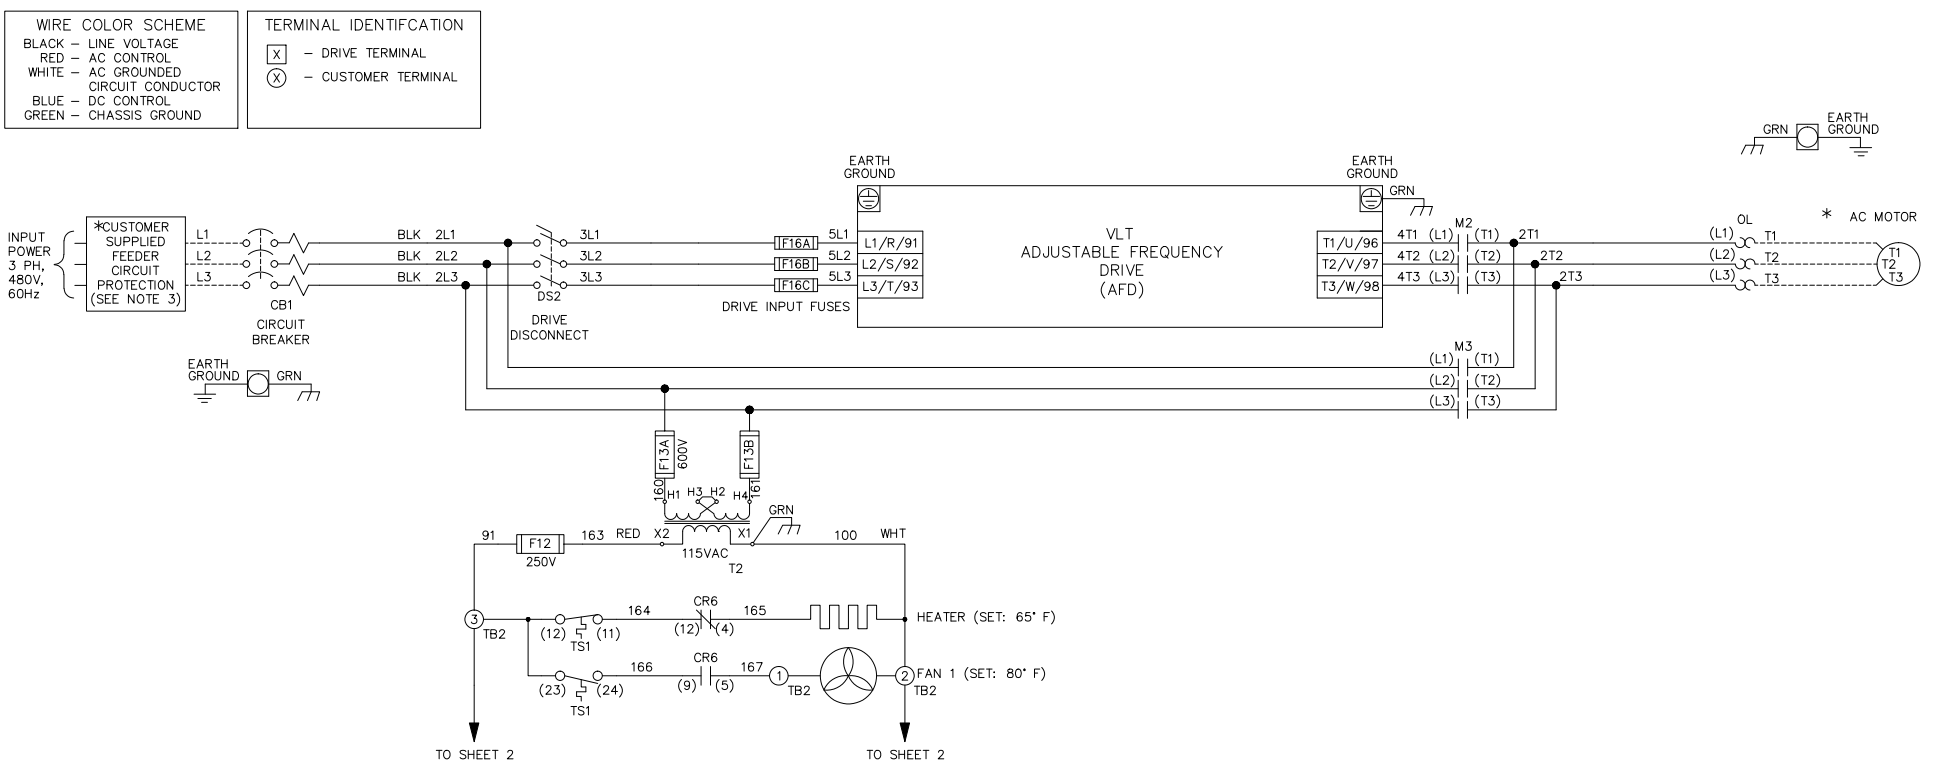 WIRE COLOR SCHEME
BLACK – LINE VOLTAGE
RED – AC CONTROL
WHITE – AC GROUNDED
CIRCUIT CONDUCTOR
BLUE – DC CONTROL
GREEN – CHASSIS GROUND
TERMINAL IDENTIFCATION
X – DRIVE TERMINAL
X – CUSTOMER TERMINAL
GRN
EARTH
GROUND
INPUT
POWER
3 PH,
480V,
60Hz
*CUSTOMER
SUPPLIED
FEEDER
CIRCUIT
PROTECTION
(SEE NOTE 3)
L1
L2
L3
CB1
CIRCUIT
BREAKER
BLK 2L1
BLK 2L2
BLK 2L3
DS2
DRIVE
DISCONNECT
3L1
3L2
3L3
F16A
F16B
F16C
DRIVE INPUT FUSES
5L1
5L2
5L3
EARTH
GROUND
L1/R/91
L2/S/92
L3/T/93
VLT
ADJUSTABLE FREQUENCY
DRIVE
(AFD)
EARTH
GROUND
GRN
T1/U/96
T2/V/97
T3/W/98
4T1 (L1) M2 (T1) 2T1
4T2 (L2) (T2) 2T2
4T3 (L3) (T3) 2T3
OL
(L1) T1
(L2) T2
(L3) T3
* AC MOTOR
T1
T2
T3
EARTH
GROUND
GRN
M3
(L1) (T1)
(L2) (T2)
(L3) (T3)
F13A
600V
F13B
160
161
H1 H3 H2 H4
GRN
91
F12
250V
163 RED X2
X1
115VAC
T2
100 WHT
3
TB2
(12) (11)
TS1
164
CR6
(12) (4)
165
HEATER (SET: 65° F)
(23) (24)
TS1
166
CR6
(9) (5)
167
1
TB2
2
TB2
FAN 1 (SET: 80° F)
TO SHEET 2
TO SHEET 2